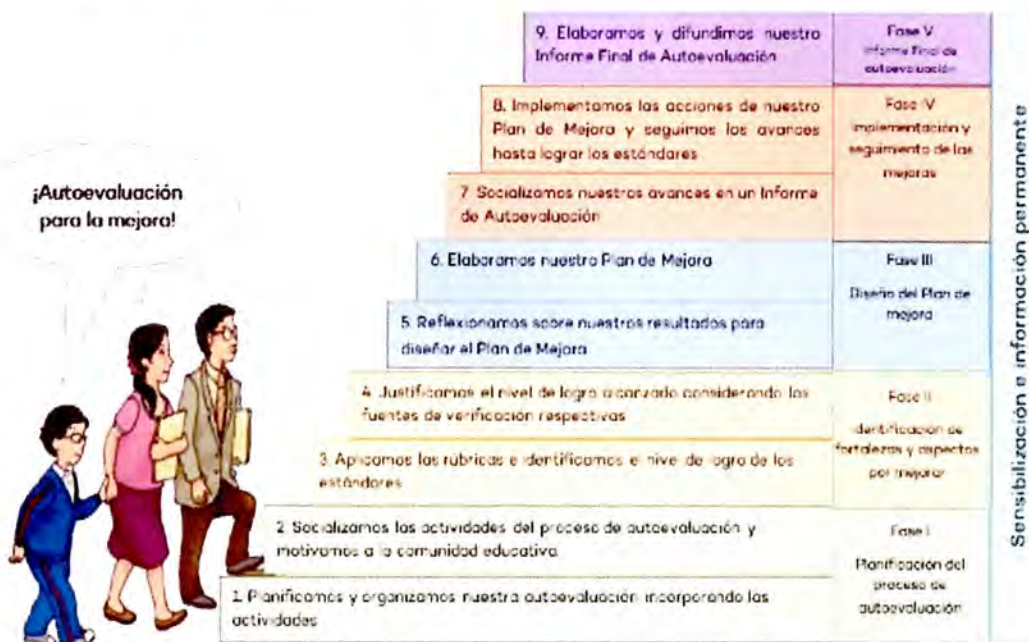 9. Elaboramos y difundimos nuestro
Informe Final de Autoevaluación
Fase V
Informe Final de
autoevaluación
8. Implementamos las acciones de nuestro
Plan de Mejora y seguimos los avances
hasta lograr los estándares
Fase IV
Implementación y
seguimiento de las
mejoras
7. Socializamos nuestros avances en un Informe
de Autoevaluación
¡Autoevaluación
para la mejora!
6. Elaboramos nuestro Plan de Mejora
Fase III
Diseño del Plan de
mejora
5. Reflexionamos sobre nuestros resultados para
diseñar el Plan de Mejora
4. Justificamos el nivel de logro alcanzado considerando las
fuentes de verificación respectivas
Fase II
Identificación de
fortalezas y aspectos
por mejorar
3. Aplicamos las rúbricas e identificamos el nivel de logro de los
estándares
2. Socializamos las actividades del proceso de autoevaluación y
motivamos a la comunidad educativa
Fase I
Planificación del
proceso de
autoevaluación
1. Planificamos y organizamos nuestra autoevaluación incorporando las
actividades
Sensibilización e información permanente